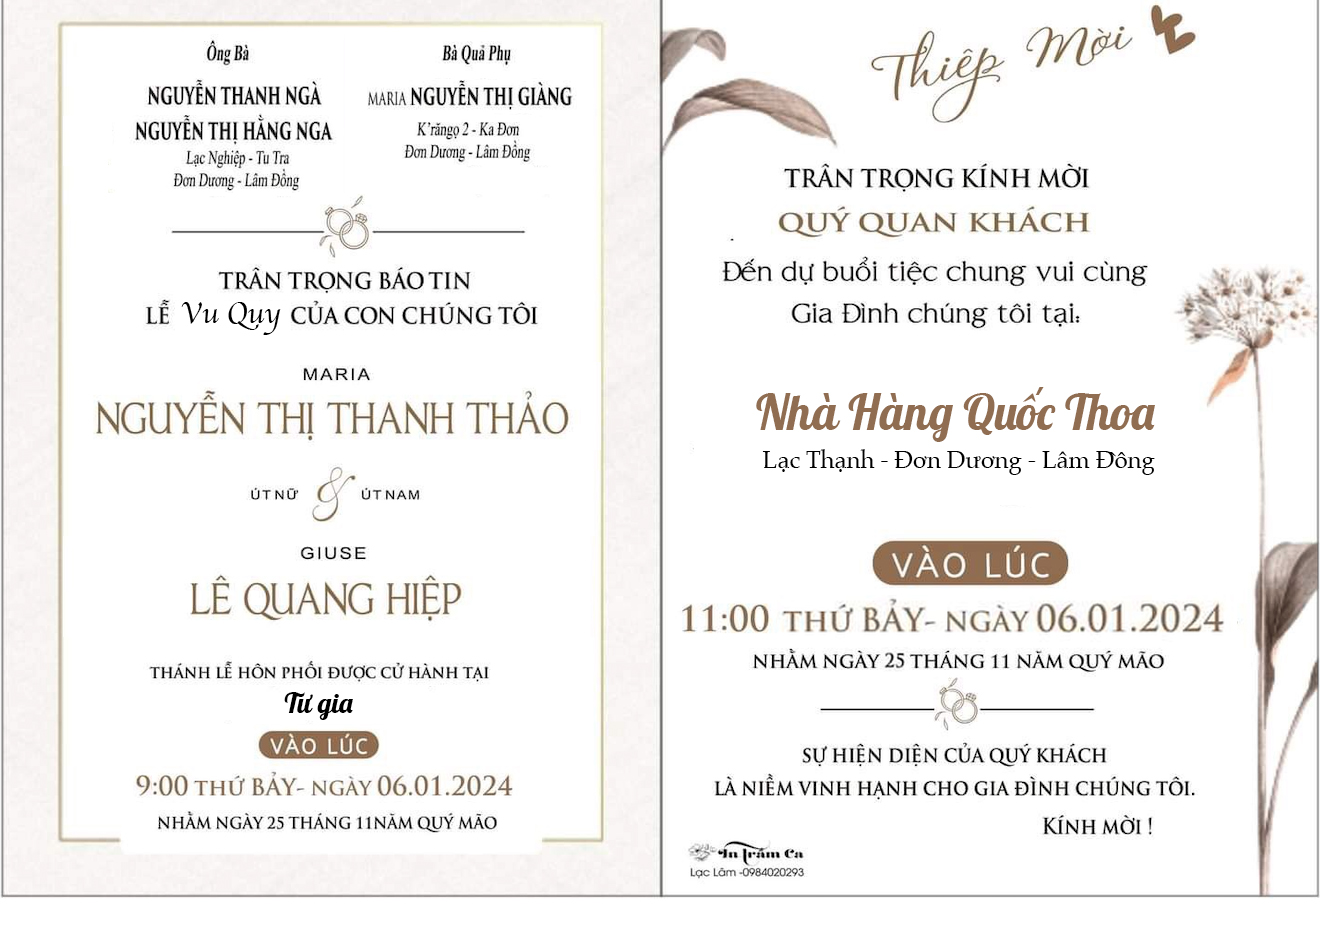 Ông Bà
NGUYỄN THANH NGÀ
NGUYỄN THỊ HẰNG NGA
Lạc Nghiệp - Tu Tra
Đơn Dương - Lâm Đồng
Bà Quả Phụ
MARIA NGUYỄN THỊ GIÀNG
K'răngọ 2 - Ka Đơn
Đơn Dương - Lâm Đồng
TRÂN TRỌNG BÁO TIN
LỄ Vu Quy CỦA CON CHÚNG TÔI
MARIA
NGUYỄN THỊ THANH THẢO
ÚT NỮ & ÚT NAM
GIUSE
LÊ QUANG HIỆP
THÁNH LỄ HÔN PHỐI ĐƯỢC CỬ HÀNH TẠI
Tư gia
VÀO LÚC
9:00 THỨ BẢY- NGÀY 06.01.2024
NHẰM NGÀY 25 THÁNG 11NĂM QUÝ MÃO
Thiệp Mời
TRÂN TRỌNG KÍNH MỜI
QUÝ QUAN KHÁCH
Đến dự buổi tiệc chung vui cùng
Gia Đình chúng tôi tại:
Nhà Hàng Quốc Thoa
Lạc Thạnh - Đơn Dương - Lâm Đồng
VÀO LÚC
11:00 THỨ BẢY- NGÀY 06.01.2024
NHẰM NGÀY 25 THÁNG 11 NĂM QUÝ MÃO
SỰ HIỆN DIỆN CỦA QUÝ KHÁCH
LÀ NIỀM VINH HẠNH CHO GIA ĐÌNH CHÚNG TÔI.
KÍNH MỜI !
In Trâm Ca
Lạc Lâm -0984020293